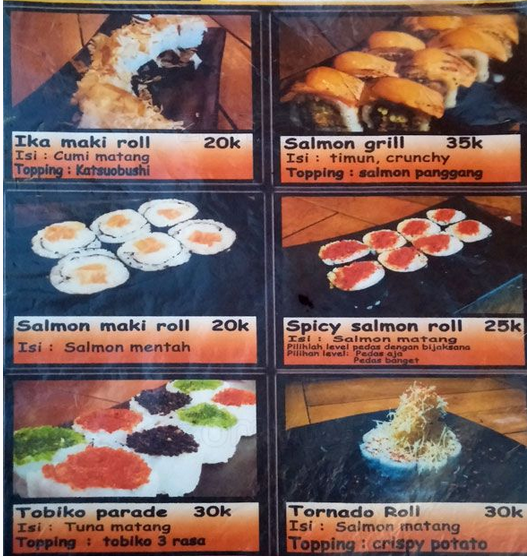 Ika maki roll 20k
Isi : Cumi matang
Topping : Katsuobushi
Salmon grill 35k
Isi : timun, crunchy
Topping : salmon panggang
Salmon maki roll 20k
Isi : Salmon mentah
Spicy salmon roll 25k
Isi : Salmon matang
Pilihlah level pedas dengan bijaksana
Pilihan level: Pedas aja
Pedas banget
Tobiko parade 30k
Isi : Tuna matang
Topping : tobiko 3 rasa
Tornado Roll 30k
Isi : Salmon matang
Topping : crispy potato